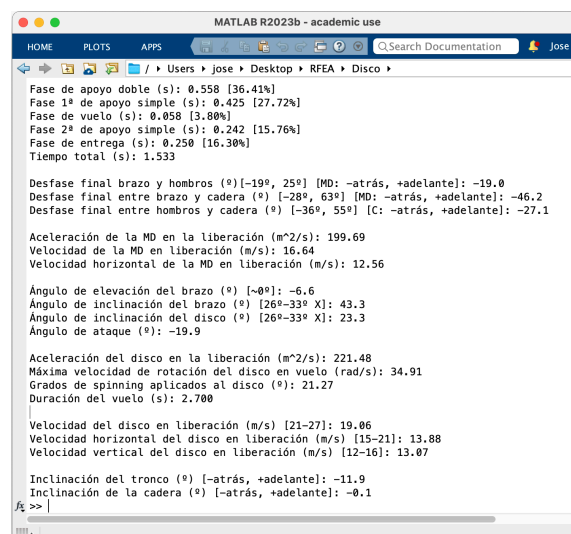 MATLAB R2023b - academic use
HOME PLOTS APPS Search Documentation Jose
/ Users jose Desktop RFEA Disco
Fase de apoyo doble (s): 0.558 [36.41%]
Fase 1ª de apoyo simple (s): 0.425 [27.72%]
Fase de vuelo (s): 0.058 [3.80%]
Fase 2ª de apoyo simple (s): 0.242 [15.76%]
Fase de entrega (s): 0.250 [16.30%]
Tiempo total (s): 1.533
Desfase final brazo y hombros (º)[-19º, 25º] [MD: -atrás, +adelante]: -19.0
Desfase final entre brazo y cadera (º) [-28º, 63º] [MD: -atrás, +adelante]: -46.2
Desfase final entre hombros y cadera (º) [-36º, 55º] [C: -atrás, +adelante]: -27.1
Aceleración de la MD en la liberación (m^2/s): 199.69
Velocidad de la MD en liberación (m/s): 16.64
Velocidad horizontal de la MD en liberación (m/s): 12.56
Ángulo de elevación del brazo (º) [~0º]: -6.6
Ángulo de inclinación del brazo (º) [26º-33º X]: 43.3
Ángulo de inclinación del disco (º) [26º-33º X]: 23.3
Ángulo de ataque (º): -19.9
Aceleración del disco en la liberación (m^2/s): 221.48
Máxima velocidad de rotación del disco en vuelo (rad/s): 34.91
Grados de spinning aplicados al disco (º): 21.27
Duración del vuelo (s): 2.700
Velocidad del disco en liberación (m/s) [21-27]: 19.06
Velocidad horizontal del disco en liberación (m/s) [15-21]: 13.88
Velocidad vertical del disco en liberación (m/s) [12-16]: 13.07
Inclinación del tronco (º) [-atrás, +adelante]: -11.9
Inclinación de la cadera (º) [-atrás, +adelante]: -0.1
fx >>